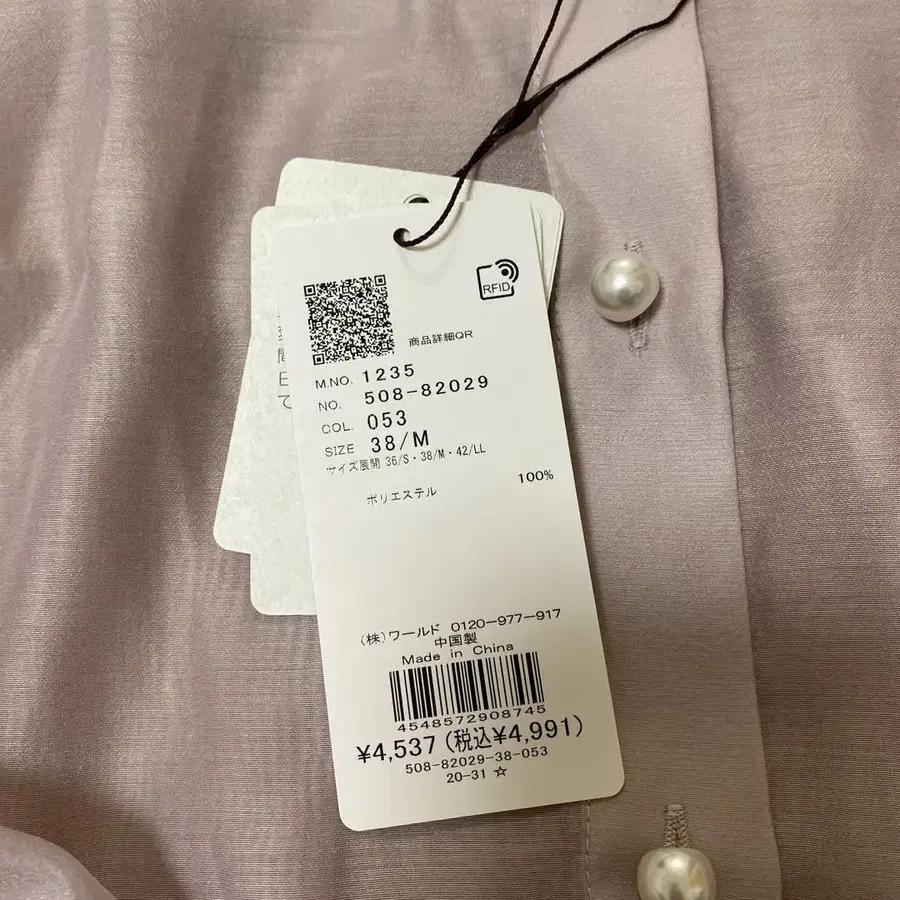 RFID
商品詳細QR
M.NO. 1235
NO. 508-82029
COL. 053
SIZE 38/M
サイズ展開 36/S・38/M・42/LL
ポリエステル 100%
(株)ワールド 0120-977-917
中国製
Made in China
4548572908745
¥4,537(税込¥4,991)
508-82029-38-053
20-31 ☆